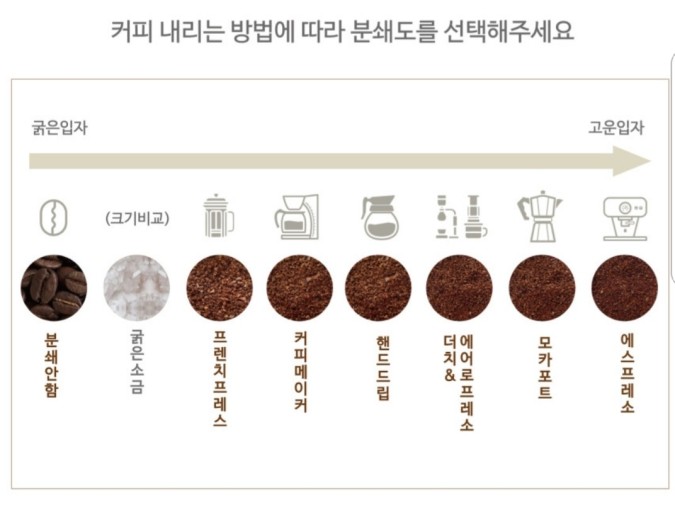 커피 내리는 방법에 따라 분쇄도를 선택해주세요
굵은입자
고운입자
(크기비교)
분쇄안함
굵은소금
프렌치프레스
커피메이커
핸드드립
더치&
에어로프레소
모카포트
에스프레소